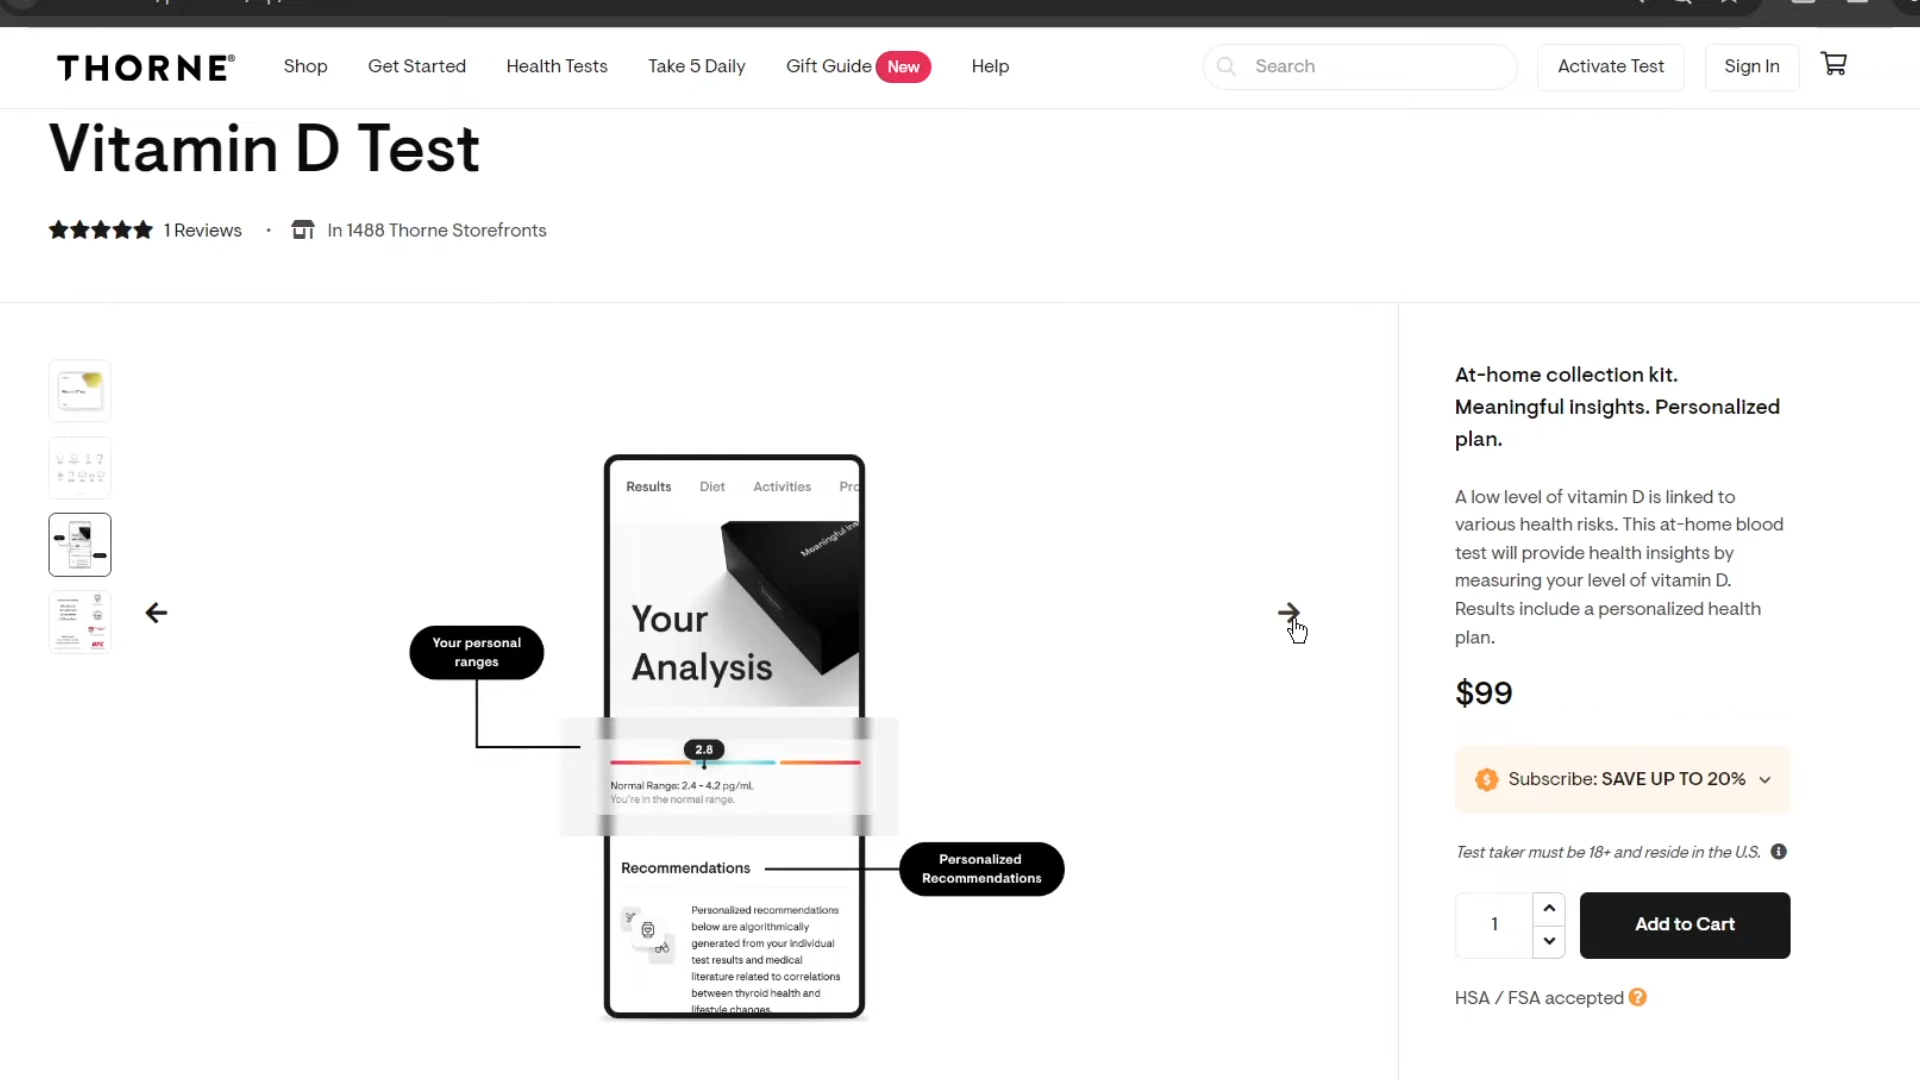 THORNE®
Shop
Get Started
Health Tests
Take 5 Daily
Gift Guide New
Help
Search
Activate Test
Sign In
Vitamin D Test
1 Reviews
•
In 1488 Thorne Storefronts
Results
Diet
Activities
Pro
Meaningful ins
Your
Analysis
Your personal
ranges
2.8
Normal Range: 2.4 - 4.2 pg/mL
You're in the normal range.
Recommendations
Personalized
Recommendations
Personalized recommendations
below are algorithmically
generated from your individual
test results and medical
literature related to correlations
between thyroid health and
lifestyle changes.
At-home collection kit.
Meaningful insights. Personalized
plan.
A low level of vitamin D is linked to
various health risks. This at-home blood
test will provide health insights by
measuring your level of vitamin D.
Results include a personalized health
plan.
$99
Subscribe: SAVE UP TO 20%
Test taker must be 18+ and reside in the U.S.
1
Add to Cart
HSA / FSA accepted